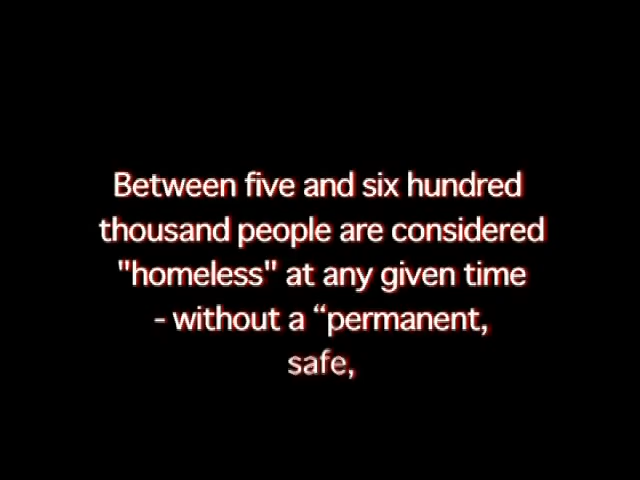 Between five and six hundred
thousand people are considered
"homeless" at any given time
- without a “permanent,
safe,